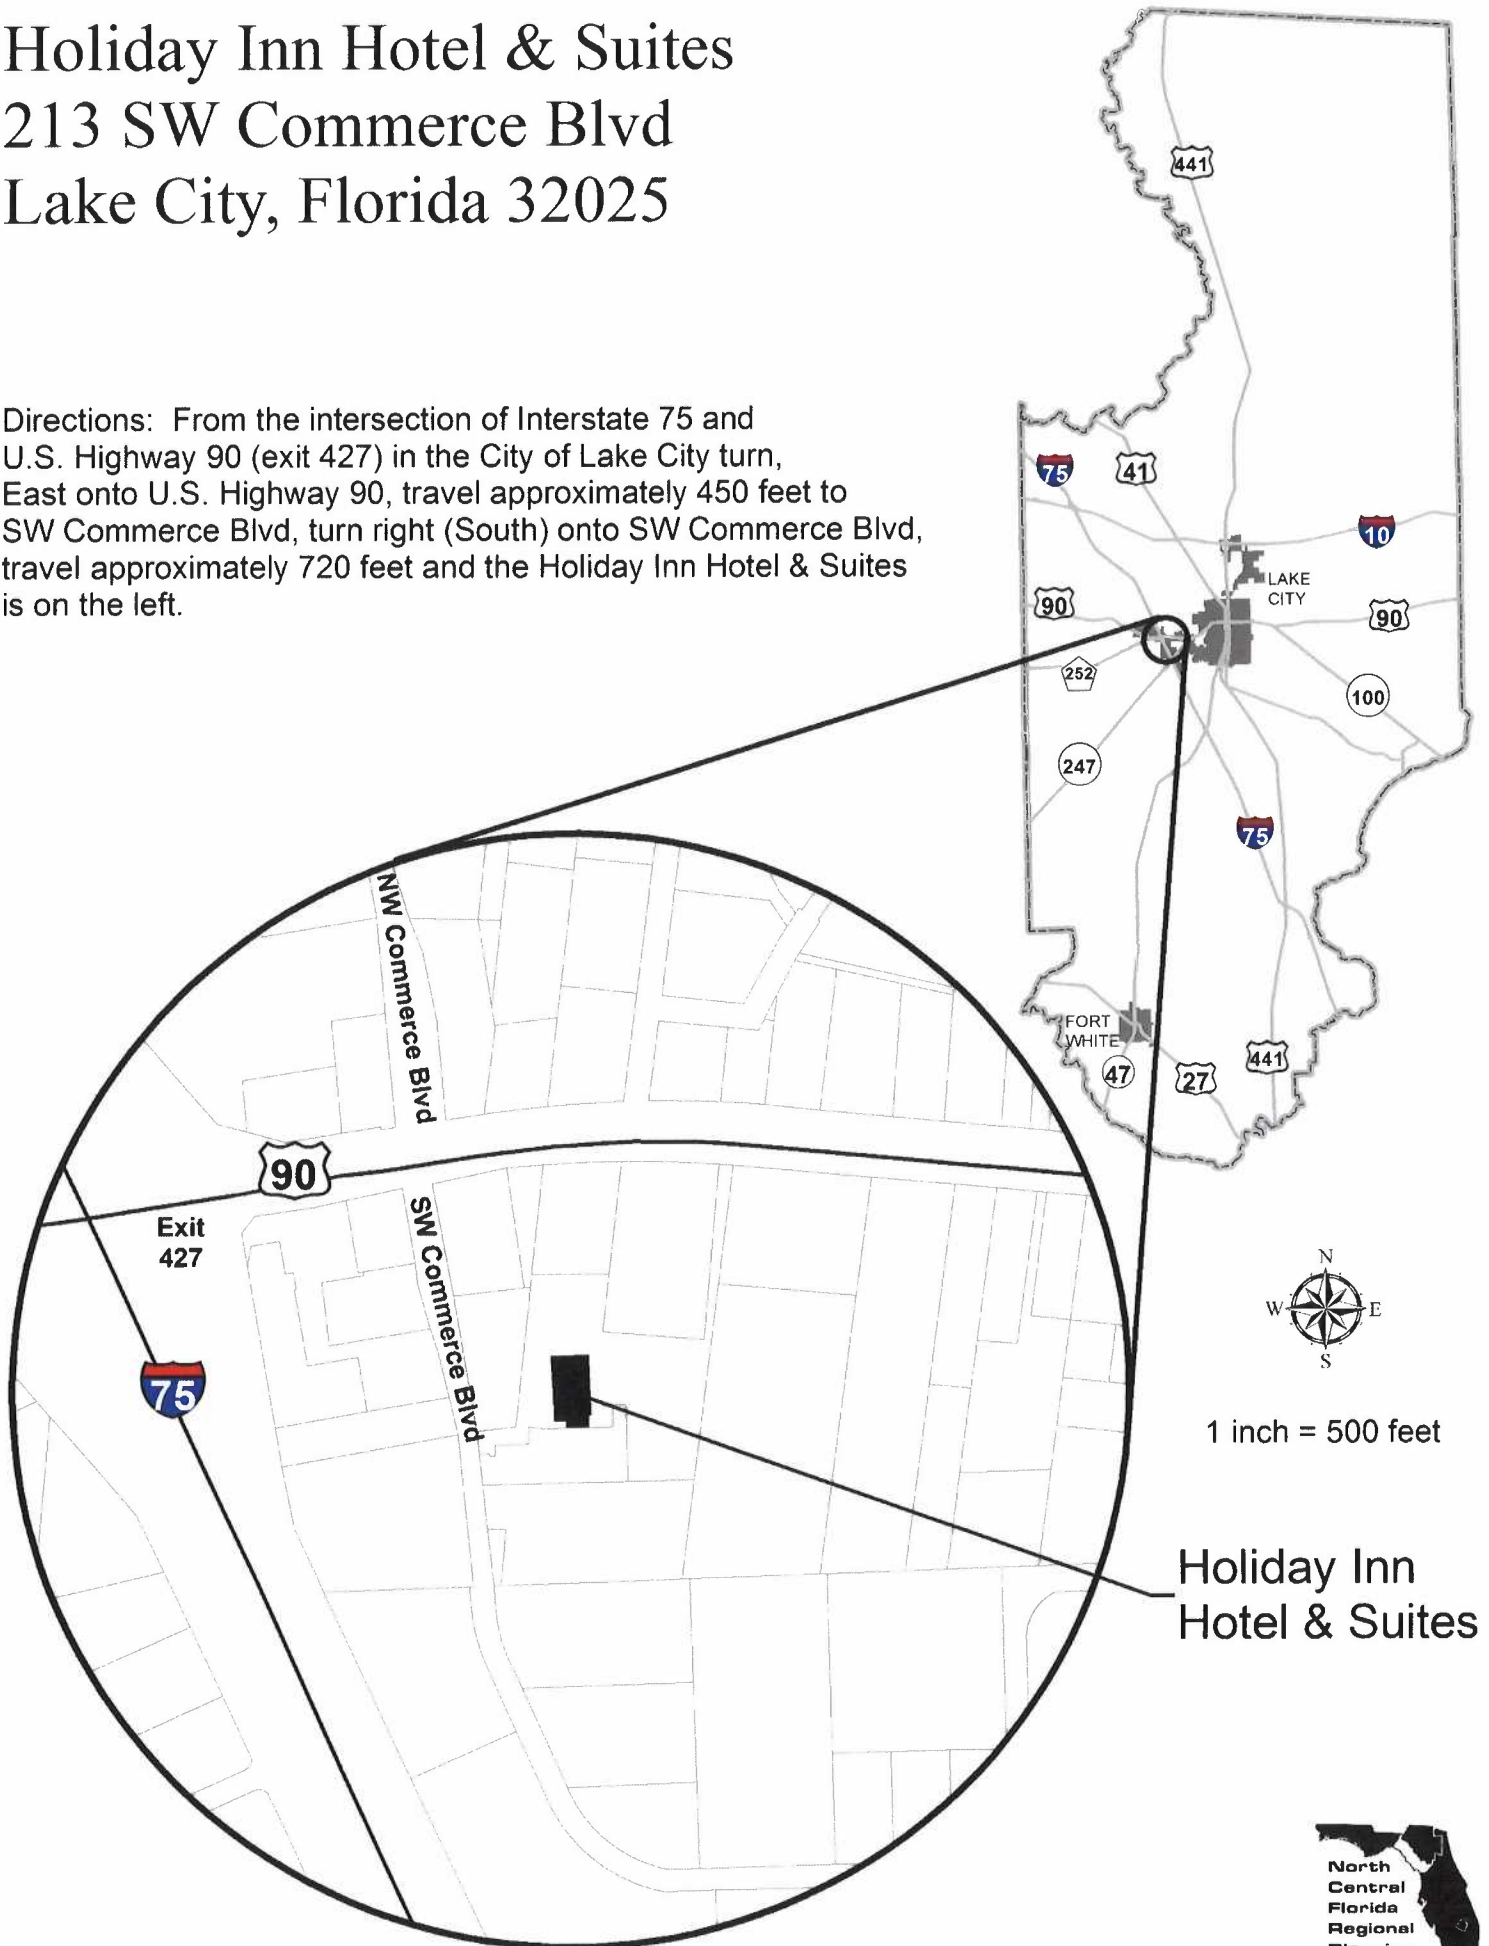 Holiday Inn Hotel & Suites
213 SW Commerce Blvd
Lake City, Florida 32025
Directions: From the intersection of Interstate 75 and
U.S. Highway 90 (exit 427) in the City of Lake City turn,
East onto U.S. Highway 90, travel approximately 450 feet to
SW Commerce Blvd, turn right (South) onto SW Commerce Blvd,
travel approximately 720 feet and the Holiday Inn Hotel & Suites
is on the left.
441
75
41
10
LAKE
CITY
90
90
252
100
247
75
FORT
WHITE
47
27
441
NW Commerce Blvd
90
Exit
427
SW Commerce Blvd
75
N
W
E
S
1 inch = 500 feet
Holiday Inn
Hotel & Suites
North
Central
Florida
Regional